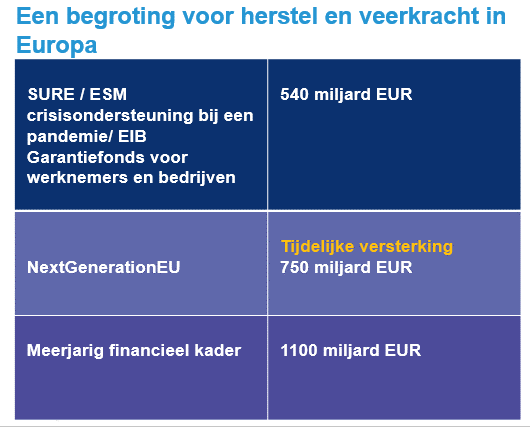 Een begroting voor herstel en veerkracht in
Europa
SURE / ESM
crisisondersteuning bij een
pandemie/ EIB
Garantiefonds voor
werknemers en bedrijven
540 miljard EUR
NextGenerationEU
Tijdelijke versterking
750 miljard EUR
Meerjarig financieel kader
1100 miljard EUR